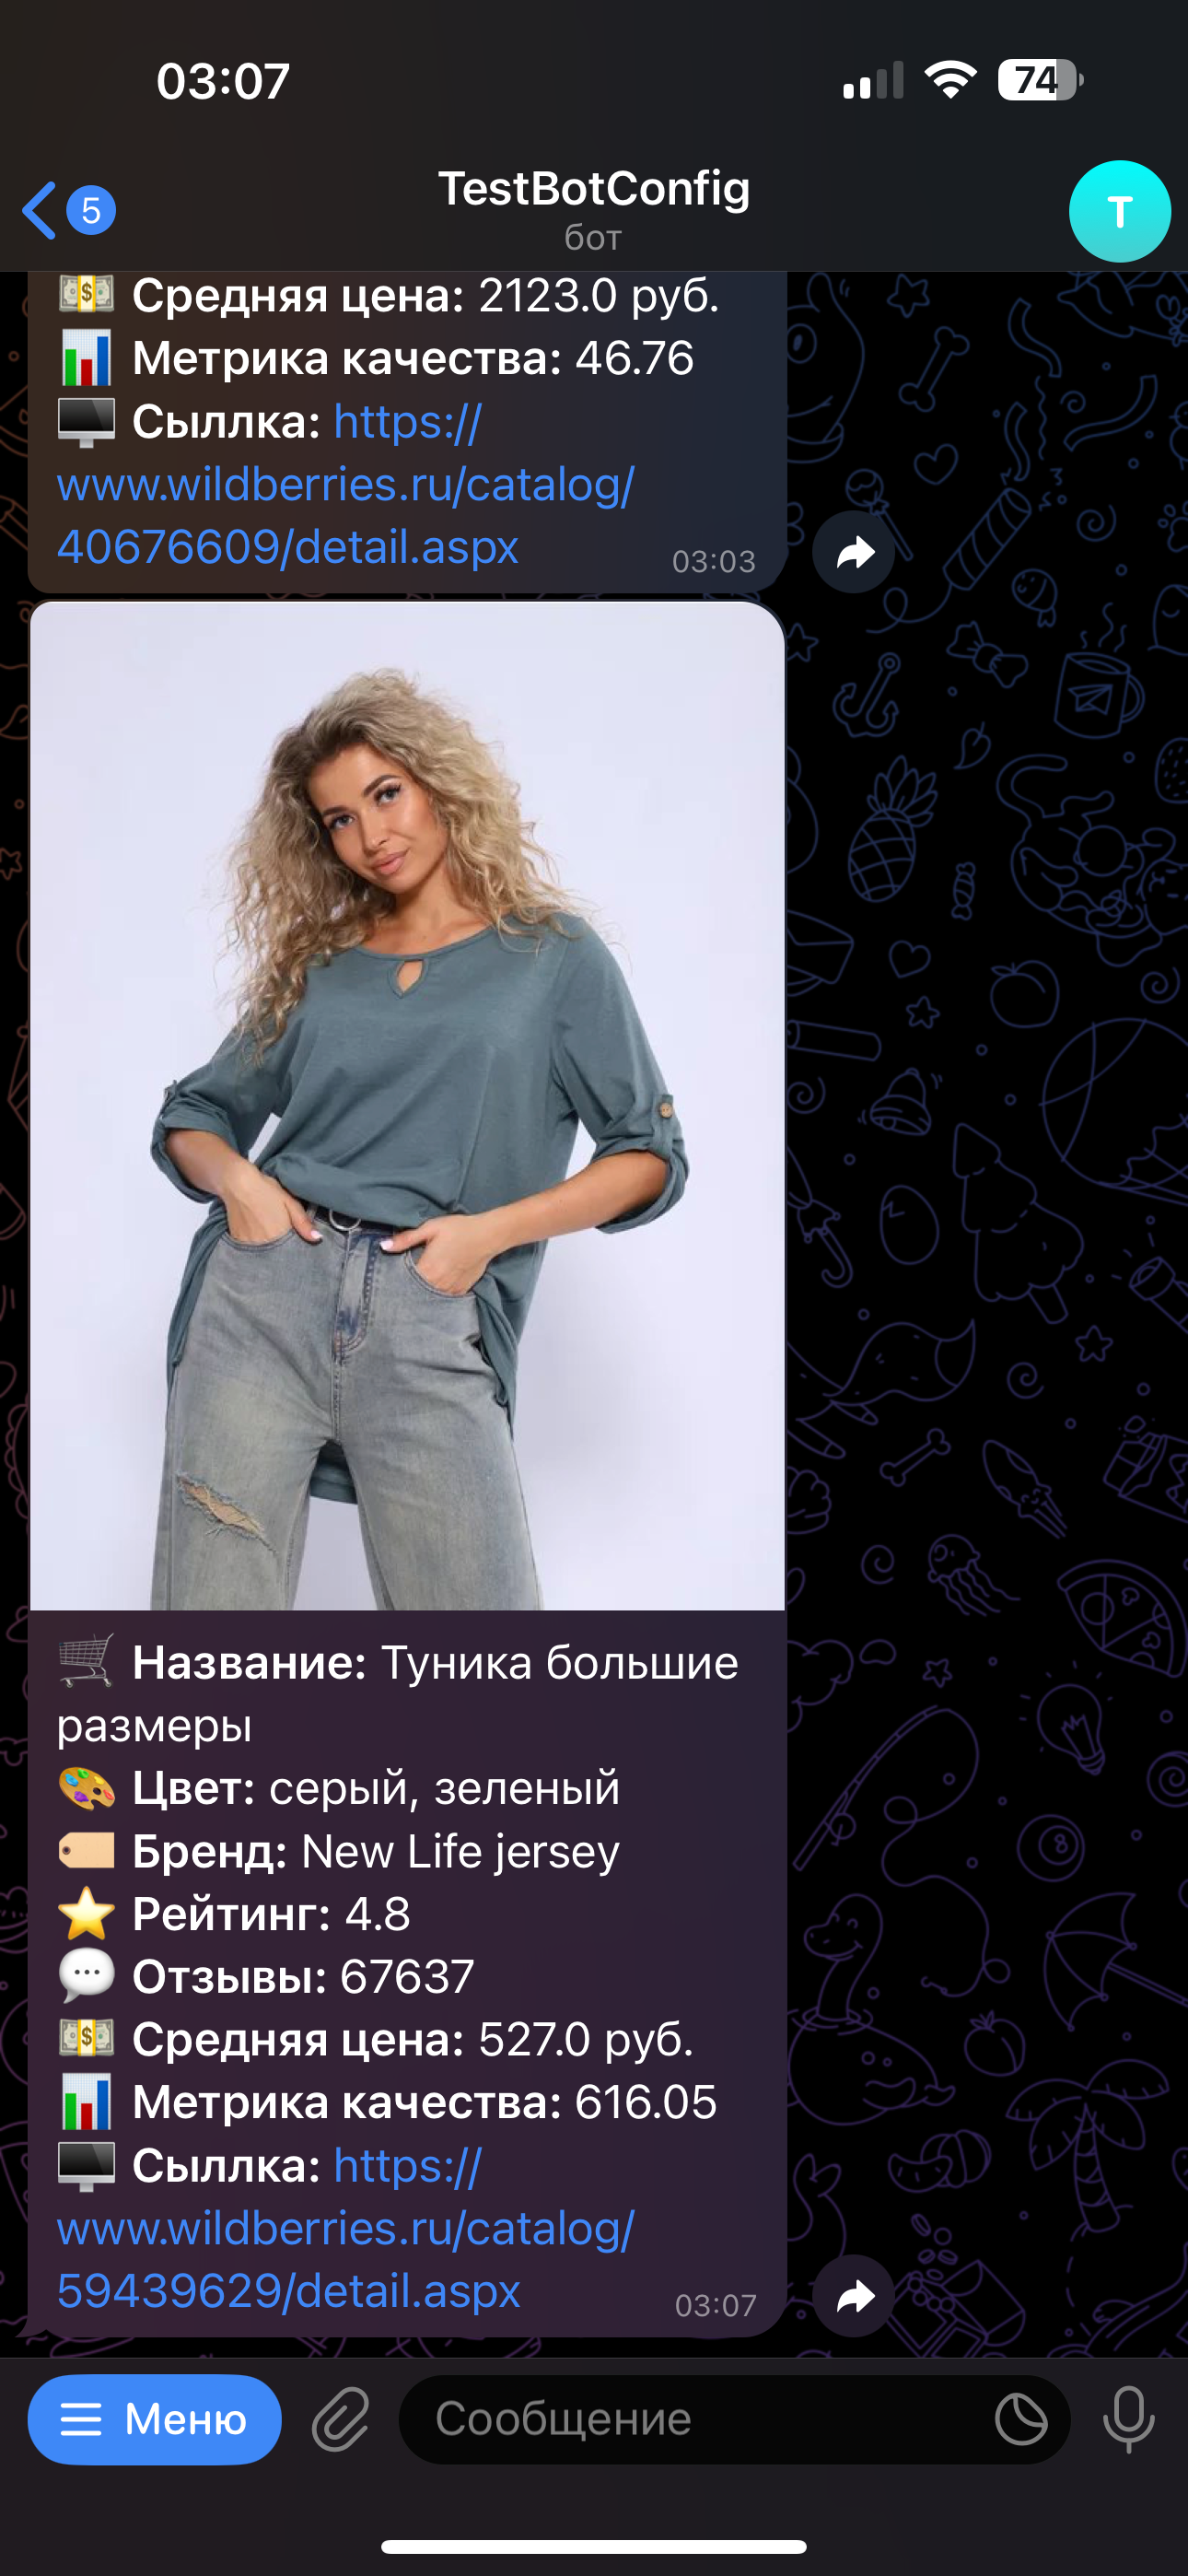 03:07
74
5
TestBotConfig
бот
T
Средняя цена: 2123.0 руб.
Метрика качества: 46.76
Сыллка: https://
www.wildberries.ru/catalog/
40676609/detail.aspx
03:03
Название: Туника большие
размеры
Цвет: серый, зеленый
Бренд: New Life jersey
Рейтинг: 4.8
Отзывы: 67637
Средняя цена: 527.0 руб.
Метрика качества: 616.05
Сыллка: https://
www.wildberries.ru/catalog/
59439629/detail.aspx
03:07
Меню
Сообщение